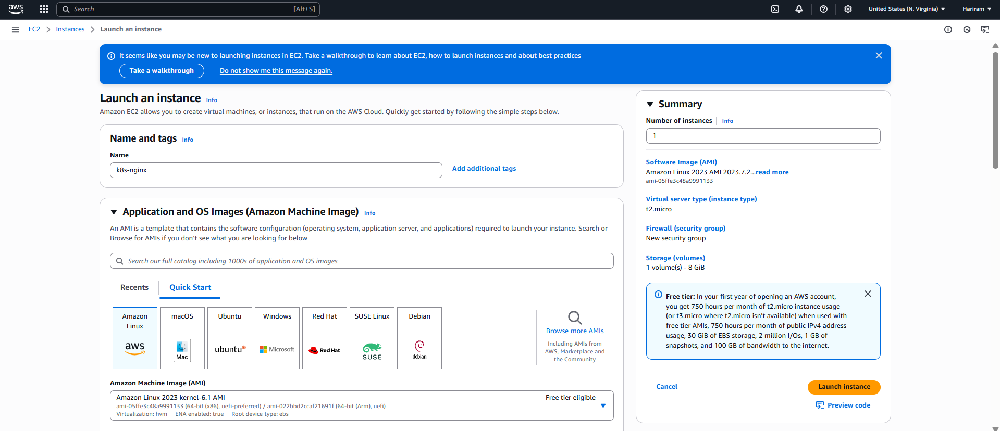 aws
Search [Alt+S]
United States (N. Virginia)
Hariram
EC2
Instances
Launch an instance
It seems like you may be new to launching instances in EC2. Take a walkthrough to learn about EC2, how to launch instances and about best practices
Take a walkthrough
Do not show me this message again.
Launch an instance Info
Amazon EC2 allows you to create virtual machines, or instances, that run on the AWS Cloud. Quickly get started by following the simple steps below.
Name and tags Info
Name
k8s-nginx
Add additional tags
Application and OS Images (Amazon Machine Image) Info
An AMI is a template that contains the software configuration (operating system, application server, and applications) required to launch your instance. Search or
Browse for AMIs if you don’t see what you are looking for below
Search our full catalog including 1000s of application and OS images
Recents
Quick Start
Amazon
Linux
aws
macOS
Mac
Ubuntu
ubuntu
Windows
Microsoft
Red Hat
Red Hat
SUSE Linux
SUSE
Debian
debian
Browse more AMIs
Including AMIs from
AWS, Marketplace and
the Community
Amazon Machine Image (AMI)
Amazon Linux 2023 kernel-6.1 AMI
Free tier eligible
ami-05ffe3c48a9991133 (64-bit (x86), uefi-preferred) / ami-022bbd2ccaf21691f (64-bit (Arm), uefi)
Virtualization: hvm ENA enabled: true Root device type: ebs
Summary
Number of instances Info
1
Software Image (AMI)
Amazon Linux 2023 AMI 2023.7.2...read more
ami-05ffe3c48a9991133
Virtual server type (instance type)
t2.micro
Firewall (security group)
New security group
Storage (volumes)
1 volume(s) - 8 GiB
Free tier: In your first year of opening an AWS account,
you get 750 hours per month of t2.micro instance usage
(or t3.micro where t2.micro isn't available) when used with
free tier AMIs, 750 hours per month of public IPv4 address
usage, 30 GiB of EBS storage, 2 million I/Os, 1 GB of
snapshots, and 100 GB of bandwidth to the internet.
Cancel
Launch instance
Preview code